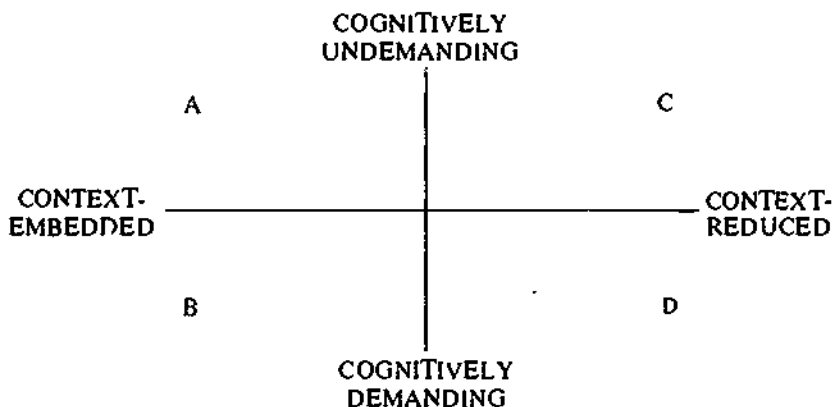 COGNITIVELY
UNDEMANDING
A
C
CONTEXT-
EMBEDDED
CONTEXT-
REDUCED
B
D
COGNITIVELY
DEMANDING